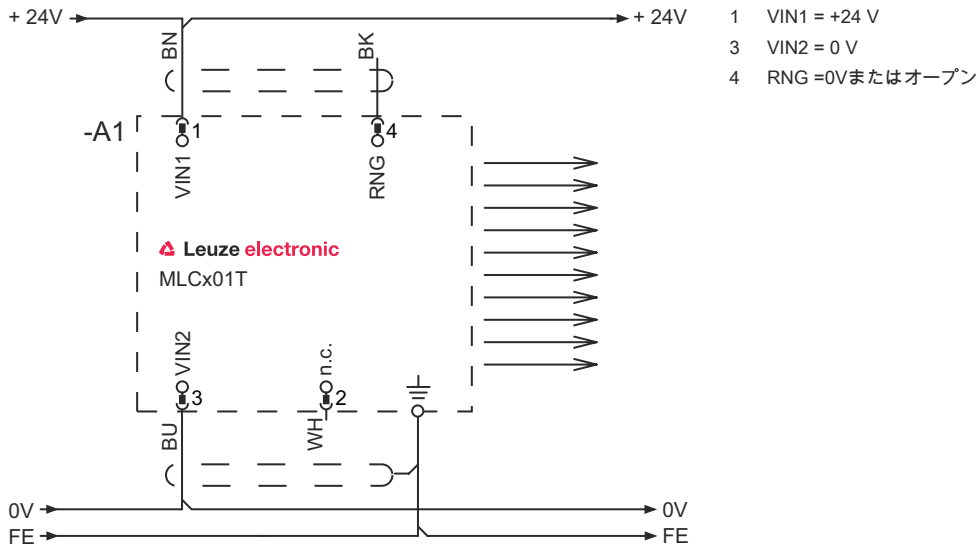 + 24V
+ 24V
1 VIN1 = +24 V
3 VIN2 = 0 V
4 RNG =0Vまたはオープン
BN
BK
-A1
1
4
VIN1
RNG
Leuze electronic
MLCx01T
VIN2
n.c.
3
2
BU
WH
0V
0V
FE
FE